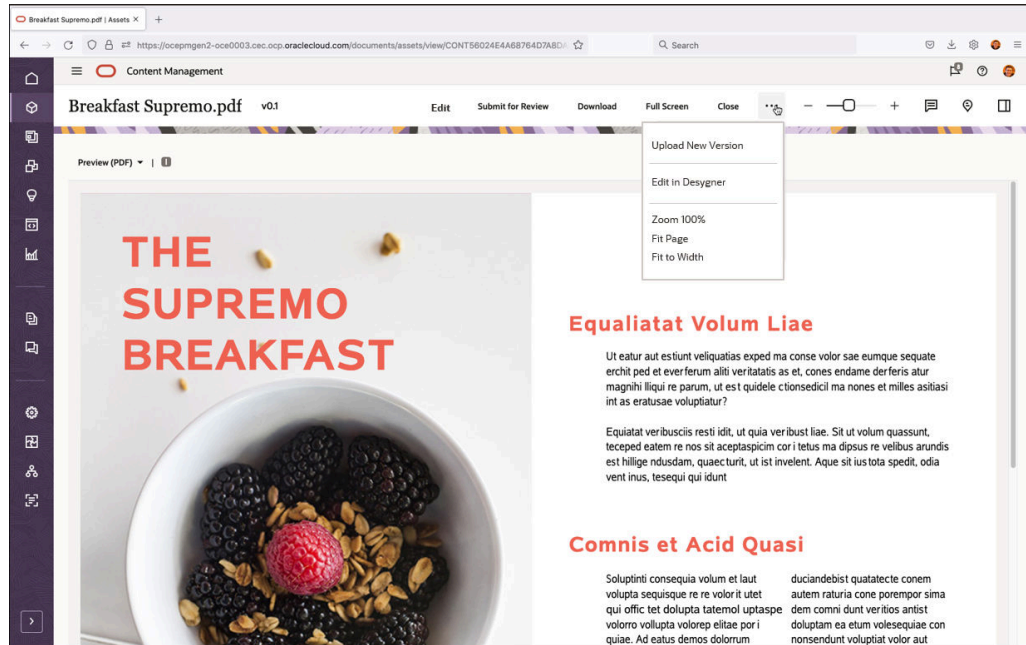 Breakfast Supremo.pdf | Assets
https://ocepmgen2-oce0003.cec.ocp.oraclecloud.com/documents/assets/view/CONT56024E4A68764D7A8D
Search
Content Management
0
Breakfast Supremo.pdf v0.1 Edit Submit for Review Download Full Screen Close
Upload New Version
Edit in Desygner
Zoom 100%
Fit Page
Fit to Width
Preview (PDF) |
THE
SUPREMO
BREAKFAST
Equaliatat Volum Liae
Ut eatur aut estiunt veliquatias exped ma conse volor sae eumque sequate
erchit ped et everferum aliti veritatatis as et, cones endame derferis atur
magnihi lliqui re parum, ut est quidele ctionsedicil ma nones et milles asitiasi
int as eratusae voluptiatur?
Equiatat veribusciis resti idit, ut quia veribust liae. Sit ut volum quassunt,
teceped eatem re nos sit aceptaspicim cor i tetus ma dipsus re velibus arundis
est hillige ndusdam, quaecturit, ut ist invelent. Aque sit ius tota spedit, odia
vent inus, tesequi qui idunt
Comnis et Acid Quasi
Soluptinti consequia volum et laut
volupta sequisque re re volor it utet
qui offic tet dolupta tatemol uptaspe
volorro vollupta volorep elitae por i
quiae. Ad eatus demos dolorrum
duciandebist quatatecte conem
autem raturia cone porempor sima
dem comni dunt veritios antist
doluptam ea etum volesequiae con
nonsendunt voluptiat volor aut